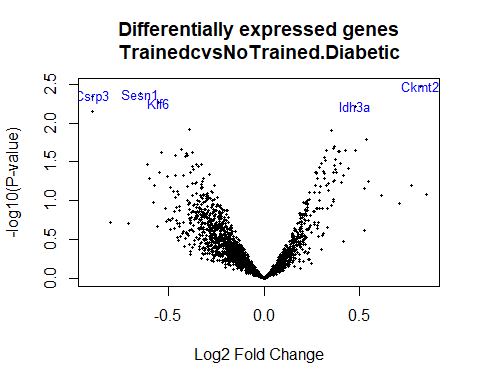 Differentially expressed genes
TrainedcvsNoTrained.Diabetic
-log10(P-value)
2.5
2.0
1.5
1.0
0.5
0.0
Csrp3
Sesn1
Klf6
Idh3a
Ckmt2
-0.5
0.0
0.5
Log2 Fold Change